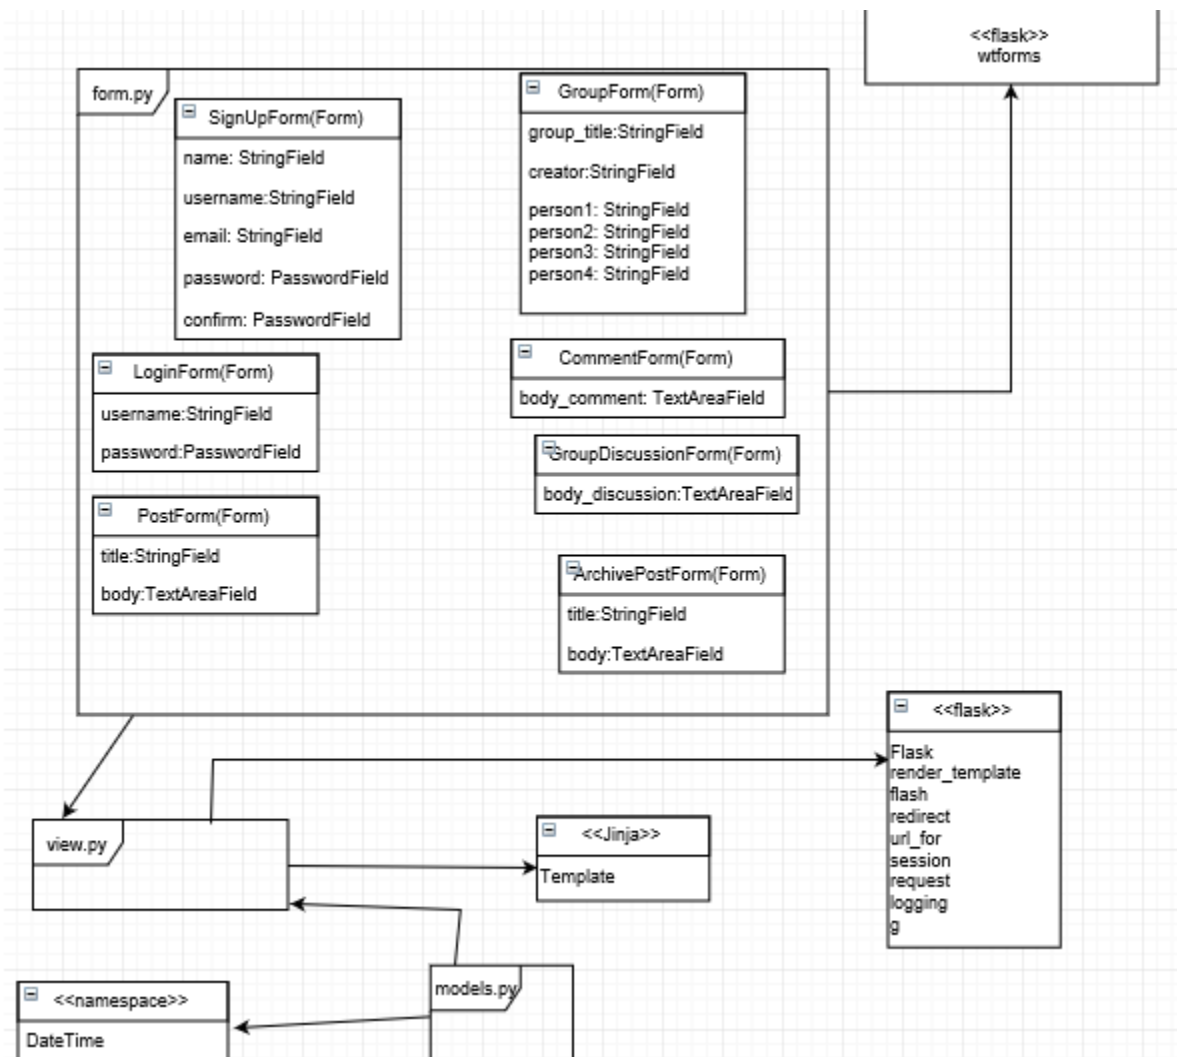 <<flask>>
wtforms
form.py
SignUpForm(Form)
name: StringField
username:StringField
email: StringField
password: PasswordField
confirm: PasswordField
GroupForm(Form)
group_title:StringField
creator:StringField
person1: StringField
person2: StringField
person3: StringField
person4: StringField
LoginForm(Form)
username:StringField
password:PasswordField
CommentForm(Form)
body_comment: TextAreaField
GroupDiscussionForm(Form)
body_discussion:TextAreaField
PostForm(Form)
title:StringField
body:TextAreaField
ArchivePostForm(Form)
title:StringField
body:TextAreaField
<<flask>>
Flask
render_template
flash
redirect
url_for
session
request
logging
g
view.py
<<Jinja>>
Template
models.py
<<namespace>>
DateTime